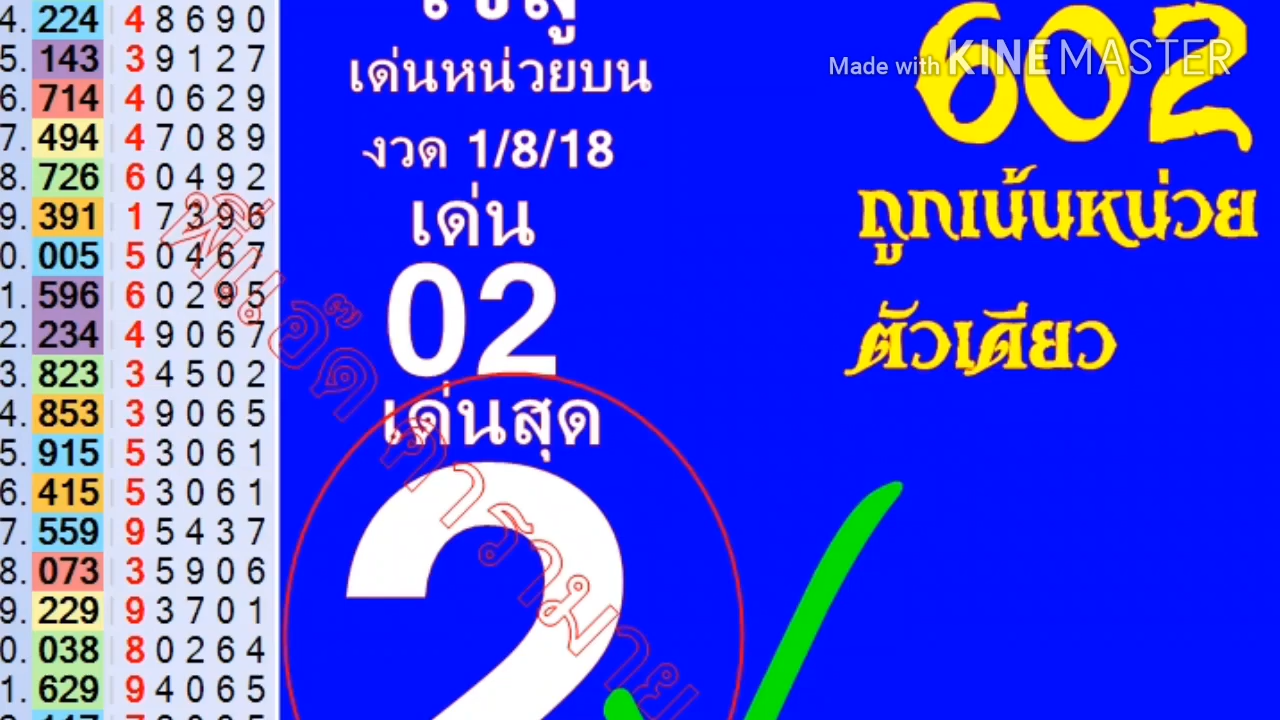 4. 224 4 8 6 9 0
5. 143 3 9 1 2 7
6. 714 4 0 6 2 9
7. 494 4 7 0 8 9
8. 726 6 0 4 9 2
9. 391 1 7 3 9 6
0. 005 5 0 4 6 7
1. 596 6 0 2 9 5
2. 234 4 9 0 6 7
3. 823 3 4 5 0 2
4. 853 3 9 0 6 5
5. 915 5 3 0 6 1
6. 415 5 3 0 6 1
7. 559 9 5 4 3 7
8. 073 3 5 9 0 6
9. 229 9 3 7 0 1
0. 038 8 0 2 6 4
1. 629 9 4 0 6 5
เด่นหน่วยบน
งวด 1/8/18
เด่น
02
เด่นสุด
2
602
Made with KINEMASTER
ถูกเน้นหน่วย
ตัวเดียว